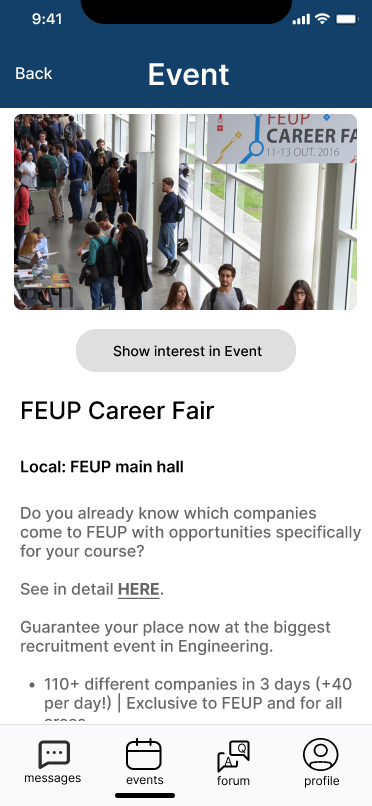 9:41
Back
Event
FEUP
CAREER FA
11-13 OUT, 2016
Show interest in Event
FEUP Career Fair
Local: FEUP main hall
Do you already know which companies
come to FEUP with opportunities specifically
for your course?
See in detail HERE.
Guarantee your place now at the biggest
recruitment event in Engineering.
• 110+ different companies in 3 days (+40
per day!) | Exclusive to FEUP and for all
Q
A
messages
events
forum
profile